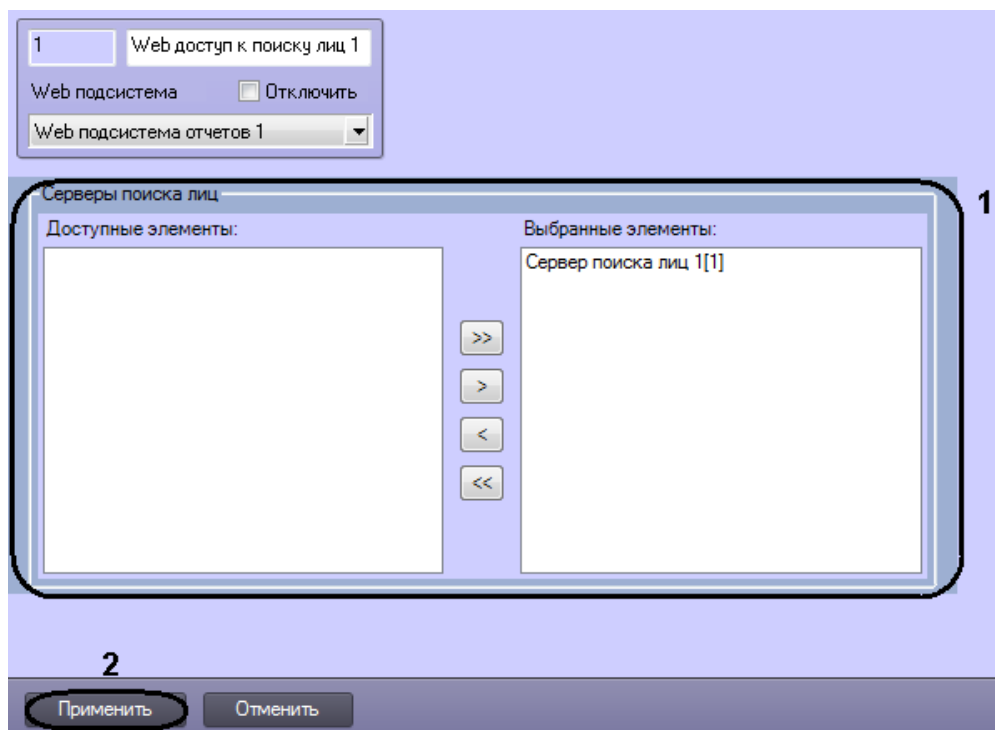 1 Web доступ к поиску лиц 1
Web подсистема Отключить
Web подсистема отчетов 1
Серверы поиска лиц
1
Доступные элементы: Выбранные элементы:
Сервер поиска лиц 1[1]
>>
>
<
<<
2
Применить Отменить